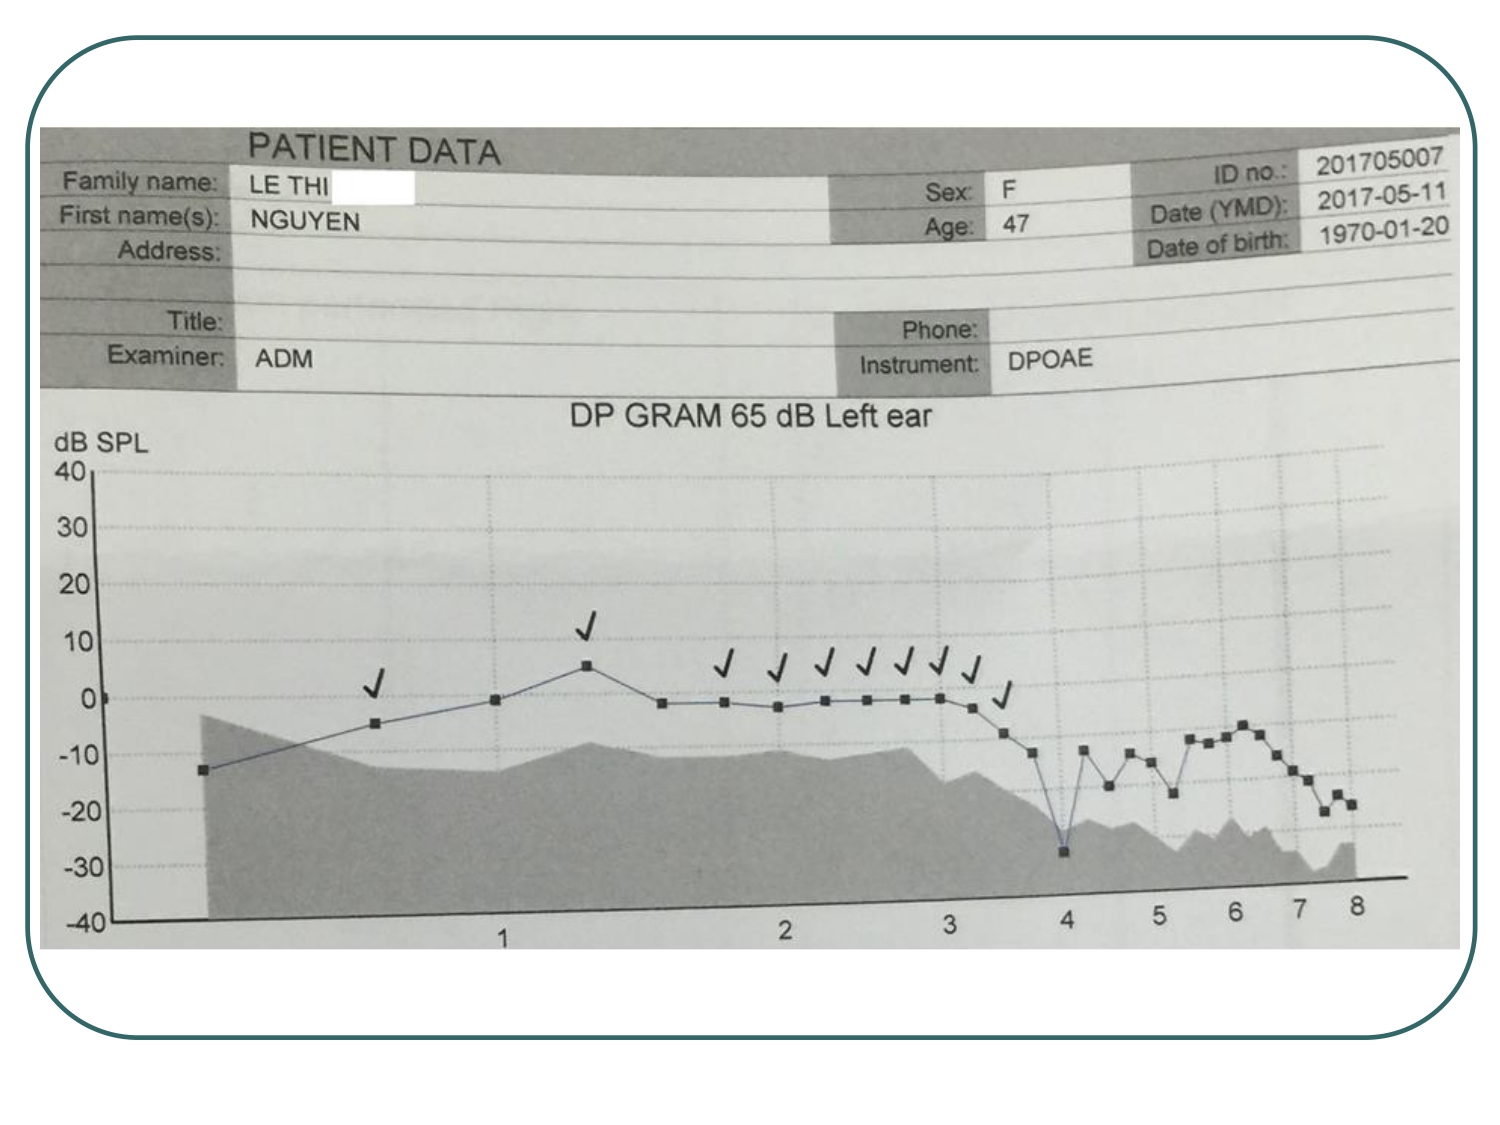 PATIENT DATA
Family name: LE THI Sex: F ID no.: 201705007
First name(s): NGUYEN Age: 47 Date (YMD): 2017-05-11
Address: Date of birth: 1970-01-20
Title: Phone:
Examiner: ADM Instrument: DPOAE
DP GRAM 65 dB Left ear
dB SPL
40
30
20
10
0
-10
-20
-30
-40
1 2 3 4 5 6 7 8